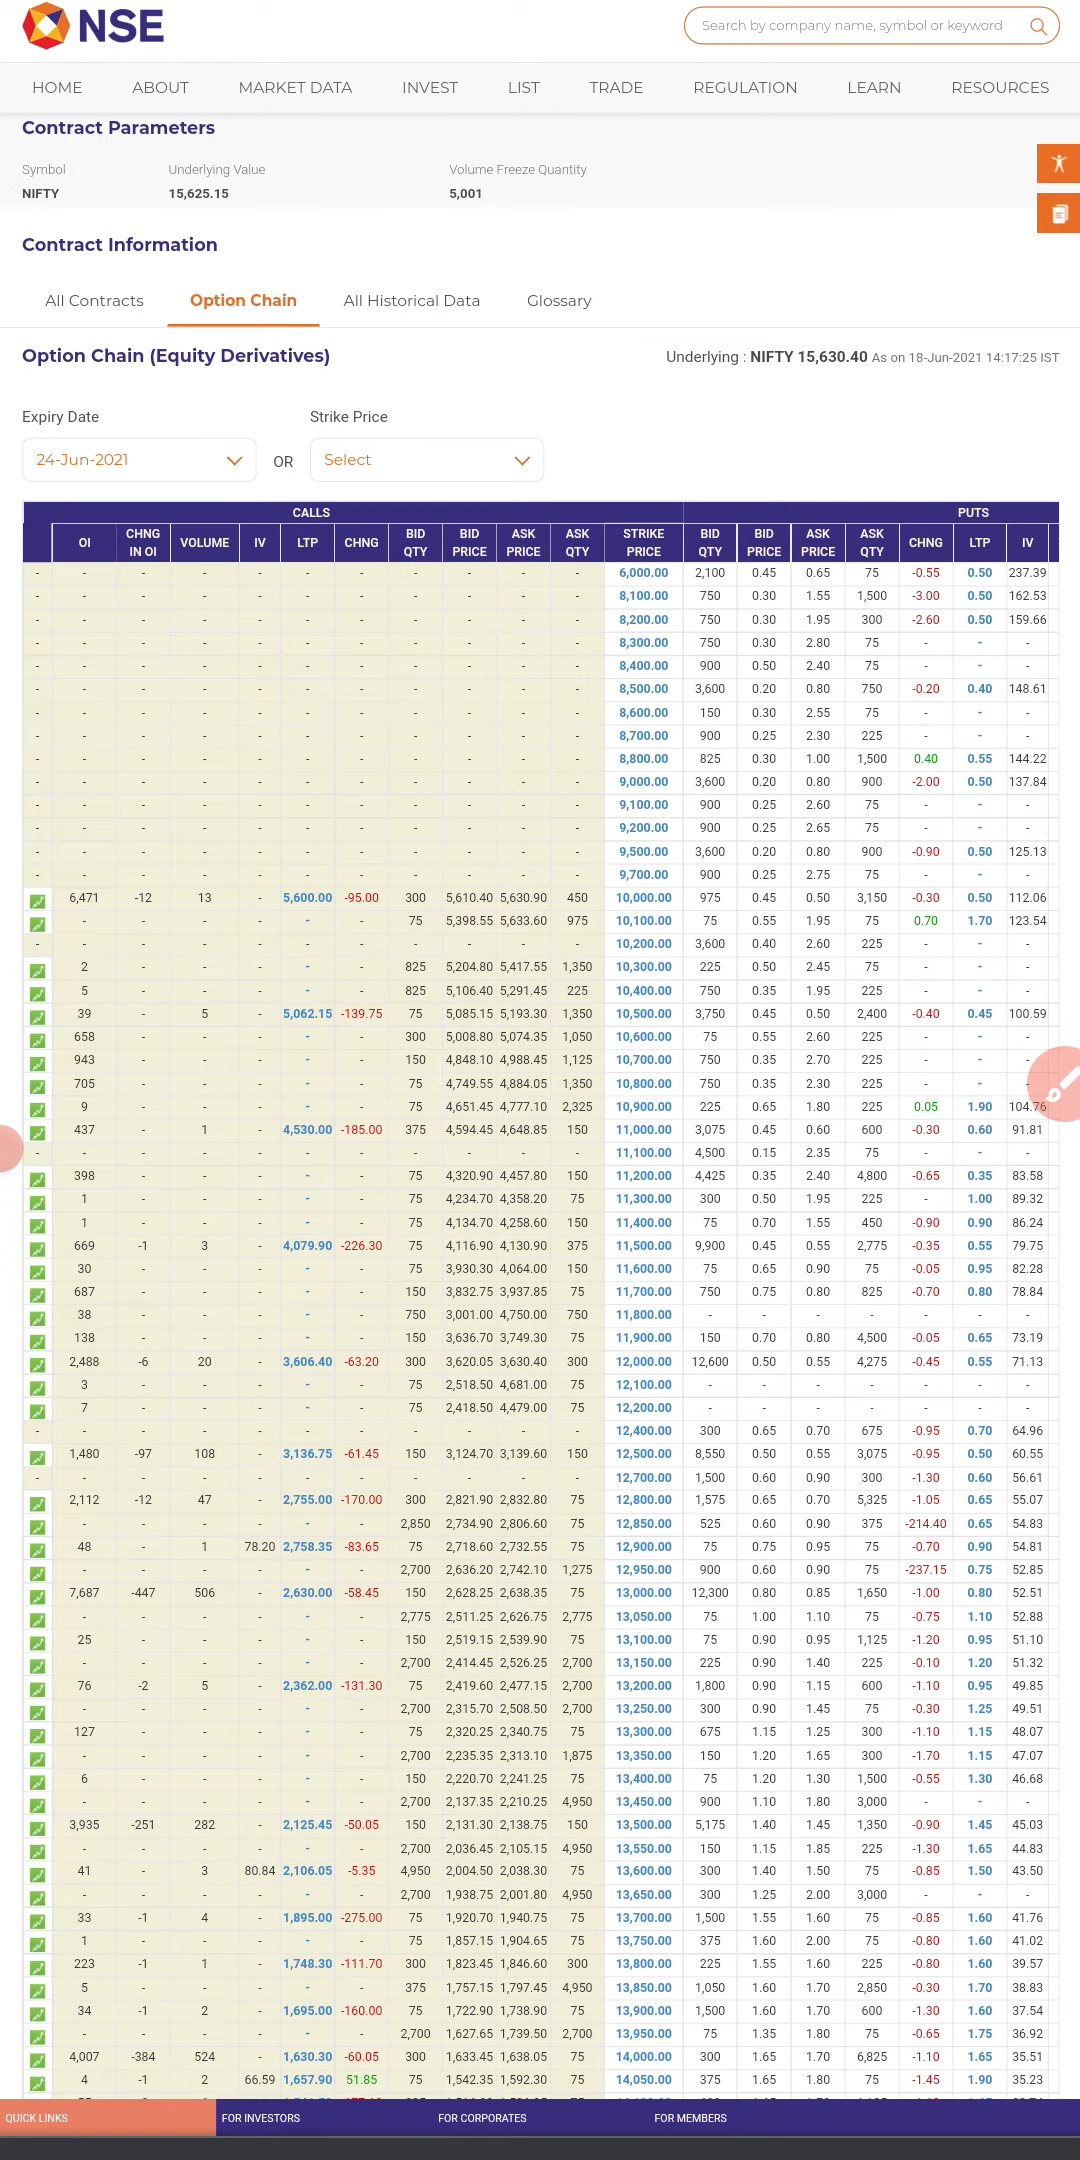 NSE
Search by company name, symbol or keyword
HOME ABOUT MARKET DATA INVEST LIST TRADE REGULATION LEARN RESOURCES
Contract Parameters
Symbol Underlying Value Volume Freeze Quantity
NIFTY 15,625.15 5,001
Contract Information
All Contracts Option Chain All Historical Data Glossary
Option Chain (Equity Derivatives) Underlying : NIFTY 15,630.40 As on 18-Jun-2021 14:17:25 IST
Expiry Date Strike Price
24-Jun-2021 OR Select
CALLS PUTS
OI CHNG IN OI VOLUME IV LTP CHNG BID QTY BID PRICE ASK PRICE ASK QTY STRIKE PRICE BID QTY BID PRICE ASK PRICE ASK QTY CHNG LTP IV
- - - - - - - - - - - 6,000.00 2,100 0.45 0.65 75 -0.55 0.50 237.39
- - - - - - - - - - - 8,100.00 750 0.30 1.55 1,500 -3.00 0.50 162.53
- - - - - - - - - - - 8,200.00 750 0.30 1.95 300 -2.60 0.50 159.66
- - - - - - - - - - - 8,300.00 750 0.30 2.80 75 - - -
- - - - - - - - - - - 8,400.00 900 0.50 2.40 75 - - -
- - - - - - - - - - - 8,500.00 3,600 0.20 0.80 750 -0.20 0.40 148.61
- - - - - - - - - - - 8,600.00 150 0.30 2.55 75 - - -
- - - - - - - - - - - 8,700.00 900 0.25 2.30 225 - - -
- - - - - - - - - - - 8,800.00 825 0.30 1.00 1,500 0.40 0.55 144.22
- - - - - - - - - - - 9,000.00 3,600 0.20 0.80 900 -2.00 0.50 137.84
- - - - - - - - - - - 9,100.00 900 0.25 2.60 75 - - -
- - - - - - - - - - - 9,200.00 900 0.25 2.65 75 - - -
- - - - - - - - - - - 9,500.00 3,600 0.20 0.80 900 -0.90 0.50 125.13
- - - - - - - - - - - 9,700.00 900 0.25 2.75 75 - - -
6,471 -12 13 - 5,600.00 -95.00 300 5,610.40 5,630.90 450 10,000.00 975 0.45 0.50 3,150 -0.30 0.50 112.06
- - - - - - 75 5,398.55 5,633.60 975 10,100.00 75 0.55 1.95 75 0.70 1.70 123.54
- - - - - - - - - - - 10,200.00 3,600 0.40 2.60 225 - - -
2 - - - - - 825 5,204.80 5,417.55 1,350 10,300.00 225 0.50 2.45 75 - - -
5 - - - - - 825 5,106.40 5,291.45 225 10,400.00 750 0.35 1.95 225 - - -
39 - 5 - 5,062.15 -139.75 75 5,085.15 5,193.30 1,350 10,500.00 3,750 0.45 0.50 2,400 -0.40 0.45 100.59
658 - - - - - 300 5,008.80 5,074.35 1,050 10,600.00 75 0.55 2.60 225 - - -
943 - - - - - 150 4,848.10 4,988.45 1,125 10,700.00 750 0.35 2.70 225 - - -
705 - - - - - 75 4,749.55 4,884.05 1,350 10,800.00 750 0.35 2.30 225 - - -
9 - - - - - 75 4,651.45 4,777.10 2,325 10,900.00 225 0.65 1.80 225 0.05 1.90 104.76
437 - 1 - 4,530.00 -185.00 375 4,594.45 4,648.85 150 11,000.00 3,075 0.45 0.60 600 -0.30 0.60 91.81
- - - - - - - - - - - 11,100.00 4,500 0.15 2.35 75 - - -
398 - - - - - 75 4,320.90 4,457.80 150 11,200.00 4,425 0.35 2.40 4,800 -0.65 0.35 83.58
1 - - - - - 75 4,234.70 4,358.20 75 11,300.00 300 0.50 1.95 225 - 1.00 89.32
1 - - - - - 75 4,134.70 4,258.60 150 11,400.00 75 0.70 1.55 450 -0.90 0.90 86.24
669 -1 3 - 4,079.90 -226.30 75 4,116.90 4,130.90 375 11,500.00 9,900 0.45 0.55 2,775 -0.35 0.55 79.75
30 - - - - - 75 3,930.30 4,064.00 150 11,600.00 75 0.65 0.90 75 -0.05 0.95 82.28
687 - - - - - 150 3,832.75 3,937.85 75 11,700.00 750 0.75 0.80 825 -0.70 0.80 78.84
38 - - - - - 750 3,001.00 4,750.00 750 11,800.00 - - - - - - -
138 - - - - - 150 3,636.70 3,749.30 75 11,900.00 150 0.70 0.80 4,500 -0.05 0.65 73.19
2,488 -6 20 - 3,606.40 -63.20 300 3,620.05 3,630.40 300 12,000.00 12,600 0.50 0.55 4,275 -0.45 0.55 71.13
3 - - - - - 75 2,518.50 4,681.00 75 12,100.00 - - - - - - -
7 - - - - - 75 2,418.50 4,479.00 75 12,200.00 - - - - - - -
- - - - - - - - - - - 12,400.00 300 0.65 0.70 675 -0.95 0.70 64.96
1,480 -97 108 - 3,136.75 -61.45 150 3,124.70 3,139.60 150 12,500.00 8,550 0.50 0.55 3,075 -0.95 0.50 60.55
- - - - - - - - - - - 12,700.00 1,500 0.60 0.90 300 -1.30 0.60 56.61
2,112 -12 47 - 2,755.00 -170.00 300 2,821.90 2,832.80 75 12,800.00 1,575 0.65 0.70 5,325 -1.05 0.65 55.07
- - - - - - 2,850 2,734.90 2,806.60 75 12,850.00 525 0.60 0.90 375 -214.40 0.65 54.83
48 - 1 78.20 2,758.35 -83.65 75 2,718.60 2,732.55 75 12,900.00 75 0.75 0.95 75 -0.70 0.90 54.81
- - - - - - 2,700 2,636.20 2,742.10 1,275 12,950.00 900 0.60 0.90 75 -237.15 0.75 52.85
7,687 -447 506 - 2,630.00 -58.45 150 2,628.25 2,638.35 75 13,000.00 12,300 0.80 0.85 1,650 -1.00 0.80 52.51
- - - - - - 2,775 2,511.25 2,626.75 2,775 13,050.00 75 1.00 1.10 75 -0.75 1.10 52.88
25 - - - - - 150 2,519.15 2,539.90 75 13,100.00 75 0.90 0.95 1,125 -1.20 0.95 51.10
- - - - - - 2,700 2,414.45 2,526.25 2,700 13,150.00 225 0.90 1.40 225 -0.10 1.20 51.32
76 -2 5 - 2,362.00 -131.30 75 2,419.60 2,477.15 2,700 13,200.00 1,800 0.90 1.15 600 -1.10 0.95 49.85
- - - - - - 2,700 2,315.70 2,508.50 2,700 13,250.00 300 0.90 1.45 75 -0.30 1.25 49.51
127 - - - - - 75 2,320.25 2,340.75 75 13,300.00 675 1.15 1.25 300 -1.10 1.15 48.07
- - - - - - 2,700 2,235.35 2,313.10 1,875 13,350.00 150 1.20 1.65 300 -1.70 1.15 47.07
6 - - - - - 150 2,220.70 2,241.25 75 13,400.00 75 1.20 1.30 1,500 -0.55 1.30 46.68
- - - - - - 2,700 2,137.35 2,210.25 4,950 13,450.00 900 1.10 1.80 3,000 - - -
3,935 -251 282 - 2,125.45 -50.05 150 2,131.30 2,138.75 150 13,500.00 5,175 1.40 1.45 1,350 -0.90 1.45 45.03
- - - - - - 2,700 2,036.45 2,105.15 4,950 13,550.00 150 1.15 1.85 225 -1.30 1.65 44.83
41 - 3 80.84 2,106.05 -5.35 4,950 2,004.50 2,038.30 75 13,600.00 300 1.40 1.50 75 -0.85 1.50 43.50
- - - - - - 2,700 1,938.75 2,001.80 4,950 13,650.00 300 1.25 2.00 3,000 - - -
33 -1 4 - 1,895.00 -275.00 75 1,920.70 1,940.75 75 13,700.00 1,500 1.55 1.60 75 -0.85 1.60 41.76
1 - - - - - 75 1,857.15 1,904.65 75 13,750.00 375 1.60 2.00 75 -0.80 1.60 41.02
223 -1 1 - 1,748.30 -111.70 300 1,823.45 1,846.60 300 13,800.00 225 1.55 1.60 225 -0.80 1.60 39.57
5 - - - - - 375 1,757.15 1,797.45 4,950 13,850.00 1,050 1.60 1.70 2,850 -0.30 1.70 38.83
34 -1 2 - 1,695.00 -160.00 75 1,722.90 1,738.90 75 13,900.00 1,500 1.60 1.70 600 -1.30 1.60 37.54
- - - - - - 2,700 1,627.65 1,739.50 2,700 13,950.00 75 1.35 1.80 75 -0.65 1.75 36.92
4,007 -384 524 - 1,630.30 -60.05 300 1,633.45 1,638.05 75 14,000.00 300 1.65 1.70 6,825 -1.10 1.65 35.51
4 -1 2 66.59 1,657.90 51.85 75 1,542.35 1,592.30 75 14,050.00 375 1.65 1.80 75 -1.45 1.90 35.23
QUICK LINKS FOR INVESTORS FOR CORPORATES FOR MEMBERS